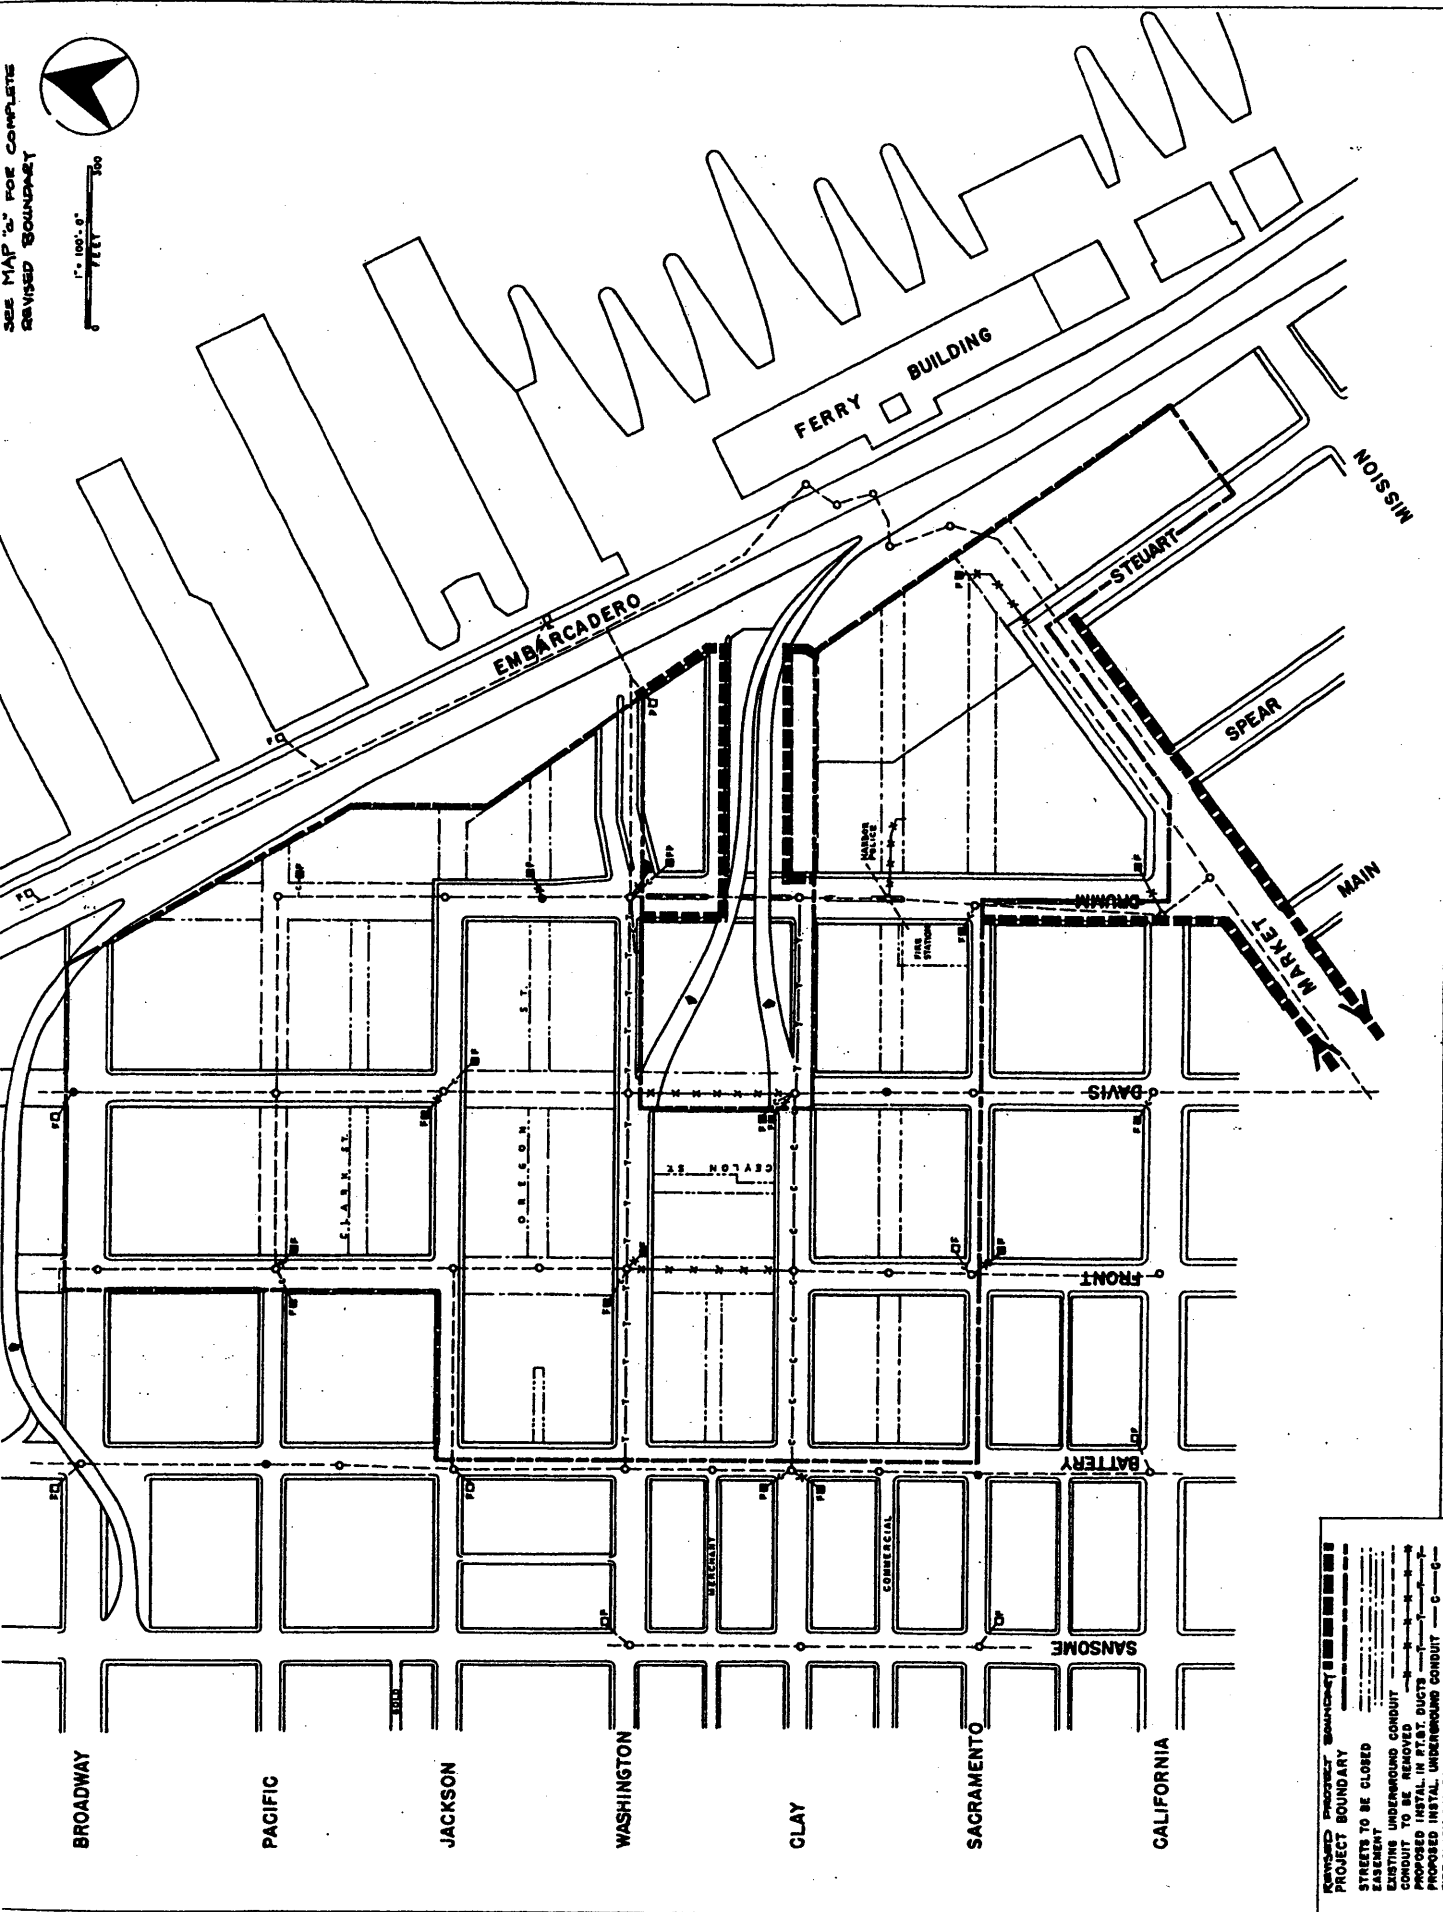 SEE MAP "a" FOR COMPLETE
REVISED BOUNDARY
1" = 100'-0"
0 300
FEET
FERRY BUILDING
EMBARCADERO
MISSION
STEUART
SPEAR
MAIN
MARKET
HARBOR
POLICE
DRUMM
FIRE
STATION
ST.
DAVIS
CLARK ST.
OREGON
CEYLON ST
FRONT
BATTERY
MERCHANT
COMMERCIAL
SANSOME
GOLD
BROADWAY
PACIFIC
JACKSON
WASHINGTON
CLAY
SACRAMENTO
CALIFORNIA
REVISED PROJECT BOUNDARY
PROJECT BOUNDARY
STREETS TO BE CLOSED
EASEMENT
EXISTING UNDERGROUND CONDUIT
CONDUIT TO BE REMOVED
PROPOSED INSTAL. IN P.T.&T. DUCTS
PROPOSED INSTAL. UNDERGROUND CONDUIT